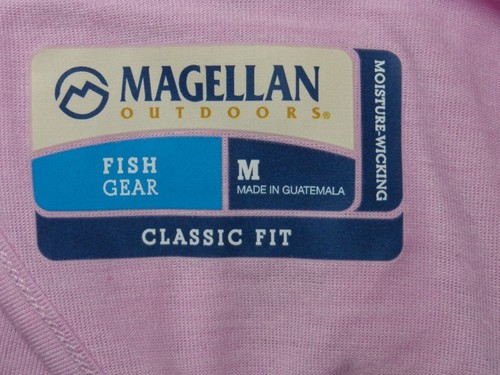 MAGELLAN
OUTDOORS®
MOISTURE-WICKING
FISH
GEAR
M
MADE IN GUATEMALA
CLASSIC FIT